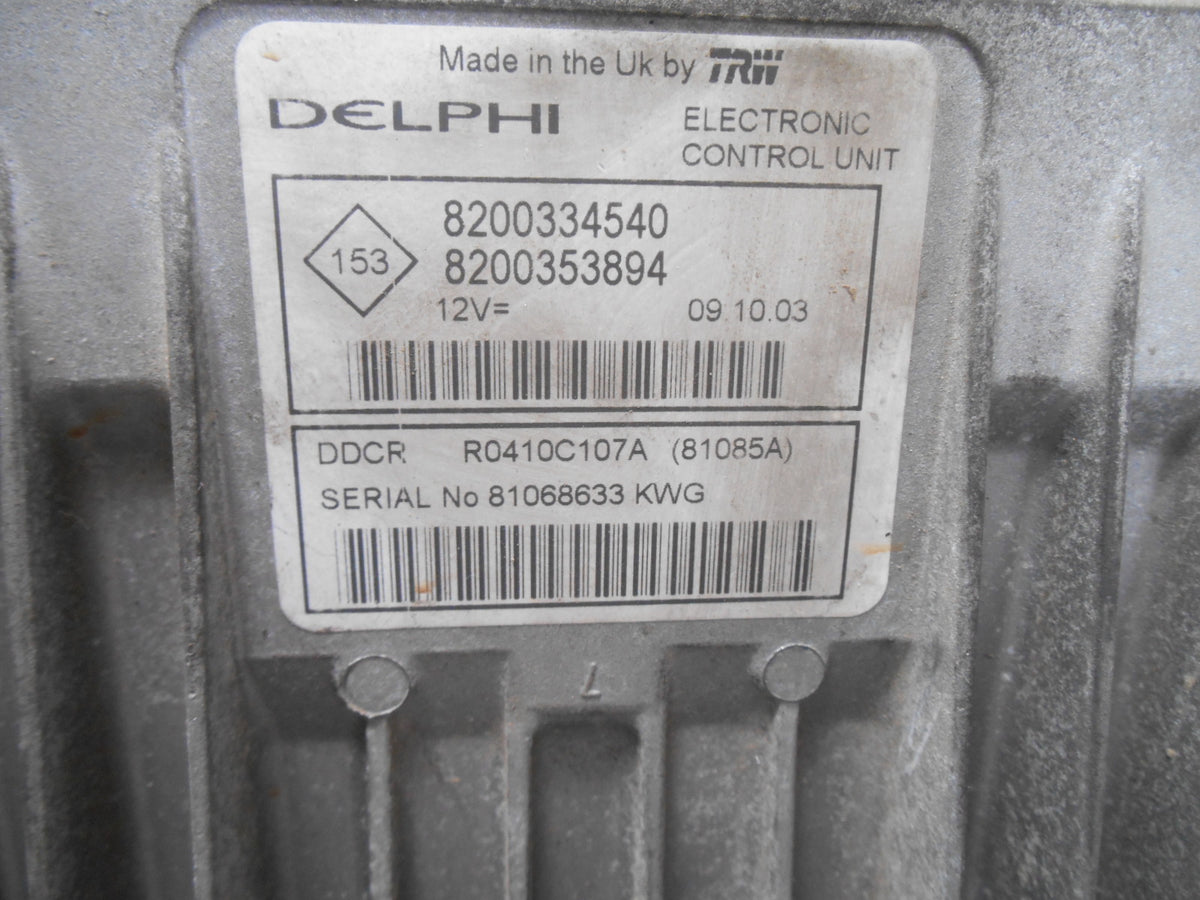 Made in the Uk by TRW
DELPHI
ELECTRONIC
CONTROL UNIT
153
8200334540
8200353894
12V=
09.10.03
DDCR R0410C107A (81085A)
SERIAL No 81068633 KWG
L